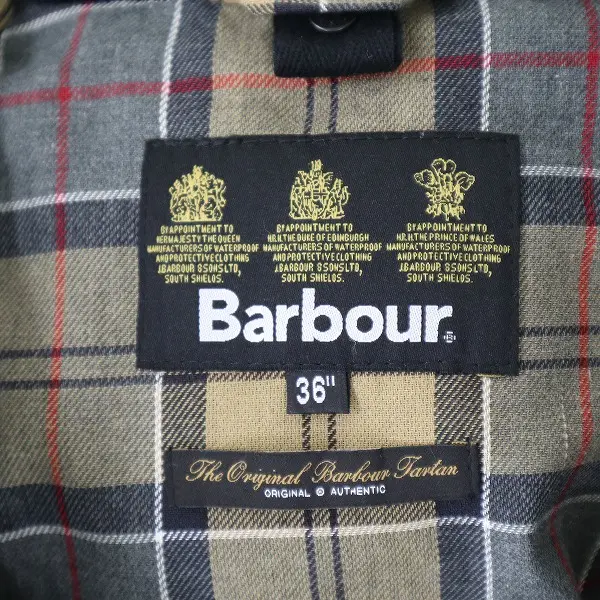 BY APPOINTMENT TO
HER MAJESTY THE QUEEN
MANUFACTURERS OF WATERPROOF
AND PROTECTIVE CLOTHING
J.BARBOUR & SONS LTD,
SOUTH SHIELDS.
BY APPOINTMENT TO
H.R.H. THE DUKE OF EDINBURGH
MANUFACTURERS OF WATERPROOF
AND PROTECTIVE CLOTHING
J.BARBOUR & SONS LTD,
SOUTH SHIELDS.
BY APPOINTMENT TO
H.R.H. THE PRINCE OF WALES
MANUFACTURERS OF WATERPROOF
AND PROTECTIVE CLOTHING
J.BARBOUR & SONS LTD,
SOUTH SHIELDS.
Barbour®
36"
The Original Barbour Tartan
ORIGINAL © AUTHENTIC